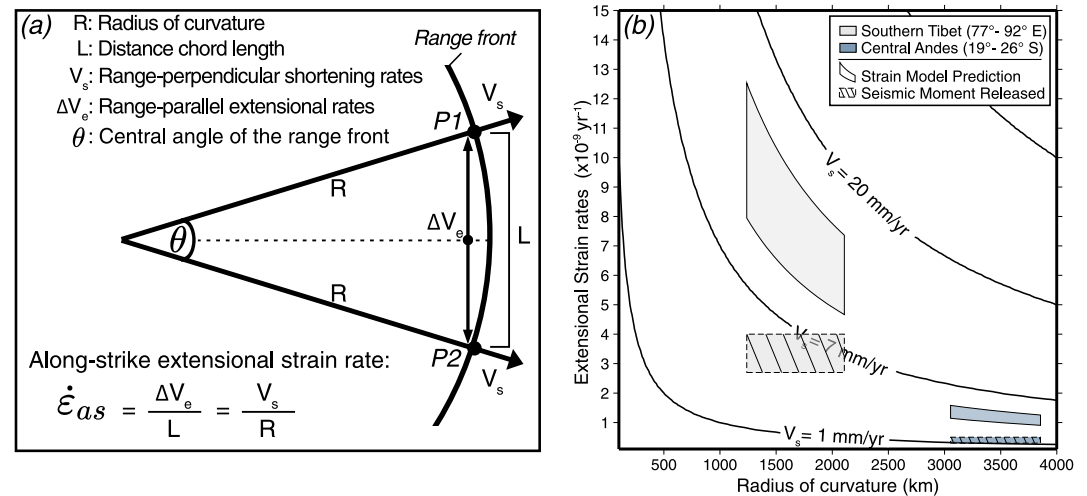 (a)
R: Radius of curvature
L: Distance chord length
Vs: Range-perpendicular shortening rates
ΔVe: Range-parallel extensional rates
θ: Central angle of the range front
Range front
Vs
P1
R
θ
ΔVe
L
R
P2
Vs
Along-strike extensional strain rate:
ε̇as = ΔVe / L = Vs / R
(b)
Southern Tibet (77°- 92° E)
Central Andes (19°- 26° S)
Strain Model Prediction
Seismic Moment Released
Vs = 20 mm/yr
Vs = 7 mm/yr
Vs = 1 mm/yr
Extensional Strain rates (x10-9 yr-1)
15
14
13
12
11
10
9
8
7
6
5
4
3
2
1
500 1000 1500 2000 2500 3000 3500 4000
Radius of curvature (km)